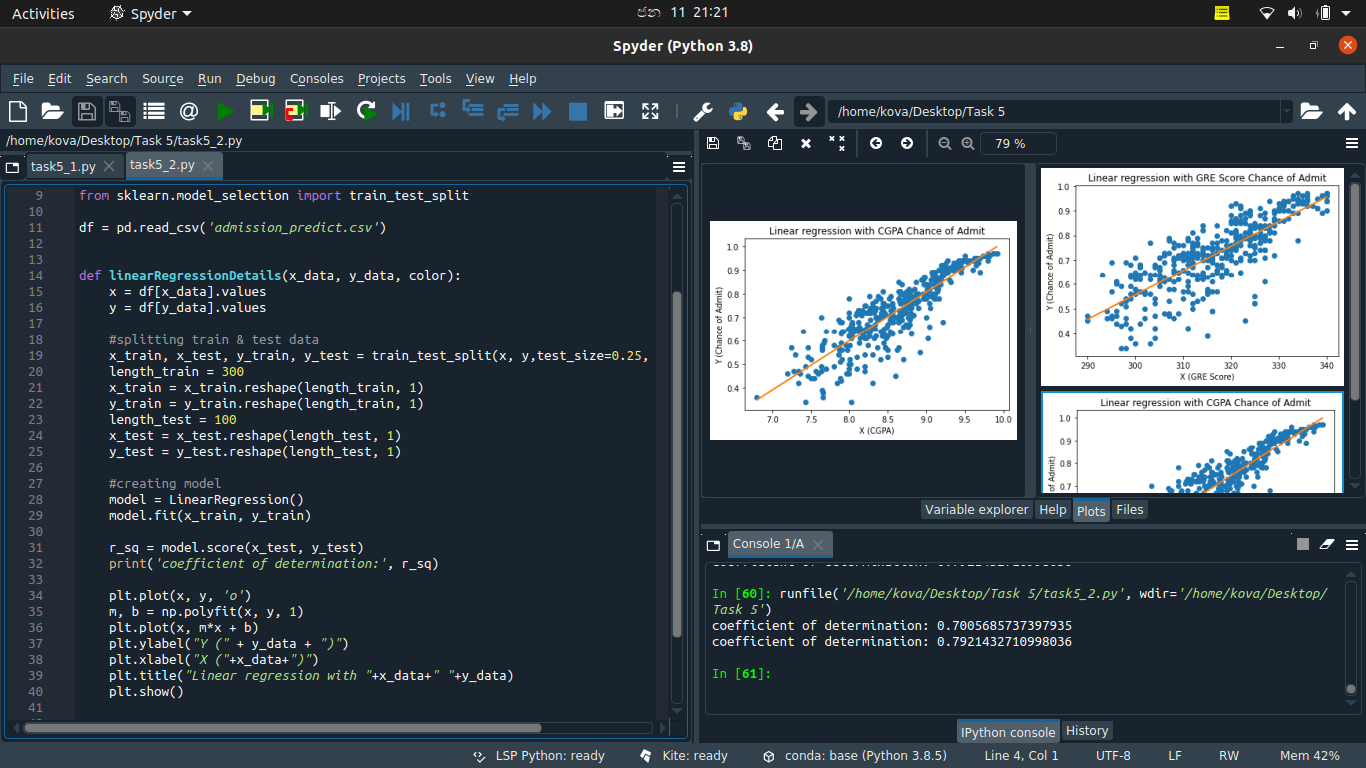 Activities
Spyder
ජන 11 21:21
Spyder (Python 3.8)
File Edit Search Source Run Debug Consoles Projects Tools View Help
/home/kova/Desktop/Task 5
/home/kova/Desktop/Task 5/task5_2.py
task5_1.py
task5_2.py
9 from sklearn.model_selection import train_test_split
10
11 df = pd.read_csv('admission_predict.csv')
12
13
14 def linearRegressionDetails(x_data, y_data, color):
15 x = df[x_data].values
16 y = df[y_data].values
17
18 #splitting train & test data
19 x_train, x_test, y_train, y_test = train_test_split(x, y,test_size=0.25,
20 length_train = 300
21 x_train = x_train.reshape(length_train, 1)
22 y_train = y_train.reshape(length_train, 1)
23 length_test = 100
24 x_test = x_test.reshape(length_test, 1)
25 y_test = y_test.reshape(length_test, 1)
26
27 #creating model
28 model = LinearRegression()
29 model.fit(x_train, y_train)
30
31 r_sq = model.score(x_test, y_test)
32 print('coefficient of determination:', r_sq)
33
34 plt.plot(x, y, 'o')
35 m, b = np.polyfit(x, y, 1)
36 plt.plot(x, m*x + b)
37 plt.ylabel("Y (" + y_data + ")")
38 plt.xlabel("X ("+x_data+")")
39 plt.title("Linear regression with "+x_data+" "+y_data)
40 plt.show()
41
79 %
Linear regression with CGPA Chance of Admit
Y (Chance of Admit)
1.0
0.9
0.8
0.7
0.6
0.5
0.4
7.0 7.5 8.0 8.5 9.0 9.5 10.0
X (CGPA)
Linear regression with GRE Score Chance of Admit
Y (Chance of Admit)
1.0
0.9
0.8
0.7
0.6
0.5
0.4
290 300 310 320 330 340
X (GRE Score)
Linear regression with CGPA Chance of Admit
of Admit)
1.0
0.9
0.8
0.7
Variable explorer Help Plots Files
Console 1/A
In [60]: runfile('/home/kova/Desktop/Task 5/task5_2.py', wdir='/home/kova/Desktop/
Task 5')
coefficient of determination: 0.7005685737397935
coefficient of determination: 0.7921432710998036
In [61]:
IPython console History
LSP Python: ready
Kite: ready
conda: base (Python 3.8.5)
Line 4, Col 1
UTF-8
LF
RW
Mem 42%